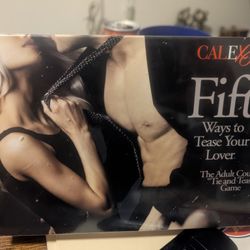 CALEX
Fift
Ways to
Tease Your
Lover
The Adult Cou
Tie and Tea
Game